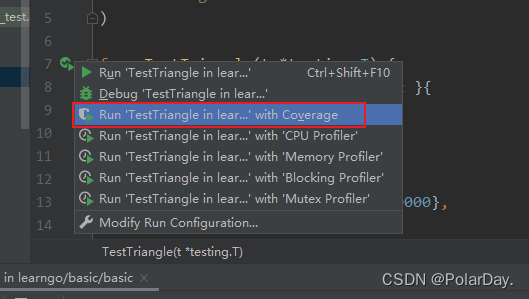 _test.
5
)
7
TestTriangle(t *testing.T) {
8
Run 'TestTriangle in lear...' Ctrl+Shift+F10
Debug 'TestTriangle in lear...'
}{
9
Run 'TestTriangle in lear...' with Coverage
10
Run 'TestTriangle in lear...' with 'CPU Profiler'
11
Run 'TestTriangle in lear...' with 'Memory Profiler'
12
Run 'TestTriangle in lear...' with 'Blocking Profiler'
13
Run 'TestTriangle in lear...' with 'Mutex Profiler'
000},
14
Modify Run Configuration...
TestTriangle(t *testing.T)
in learngo/basic/basic ×
CSDN @PolarDay.